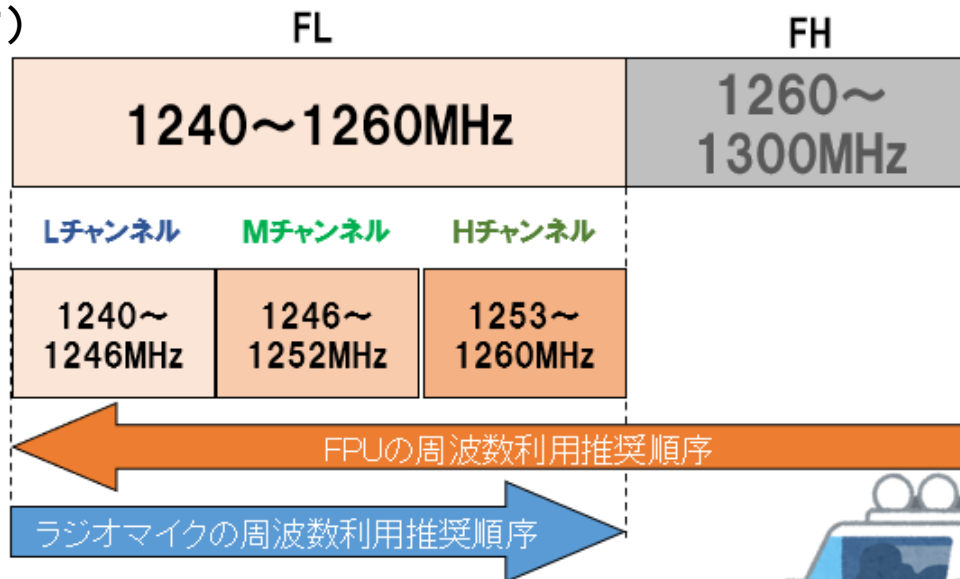 )
FL
FH
1240～1260MHz
1260～
1300MHz
Lチャンネル
Mチャンネル
Hチャンネル
1240～
1246MHz
1246～
1252MHz
1253～
1260MHz
FPUの周波数利用推奨順序
ラジオマイクの周波数利用推奨順序